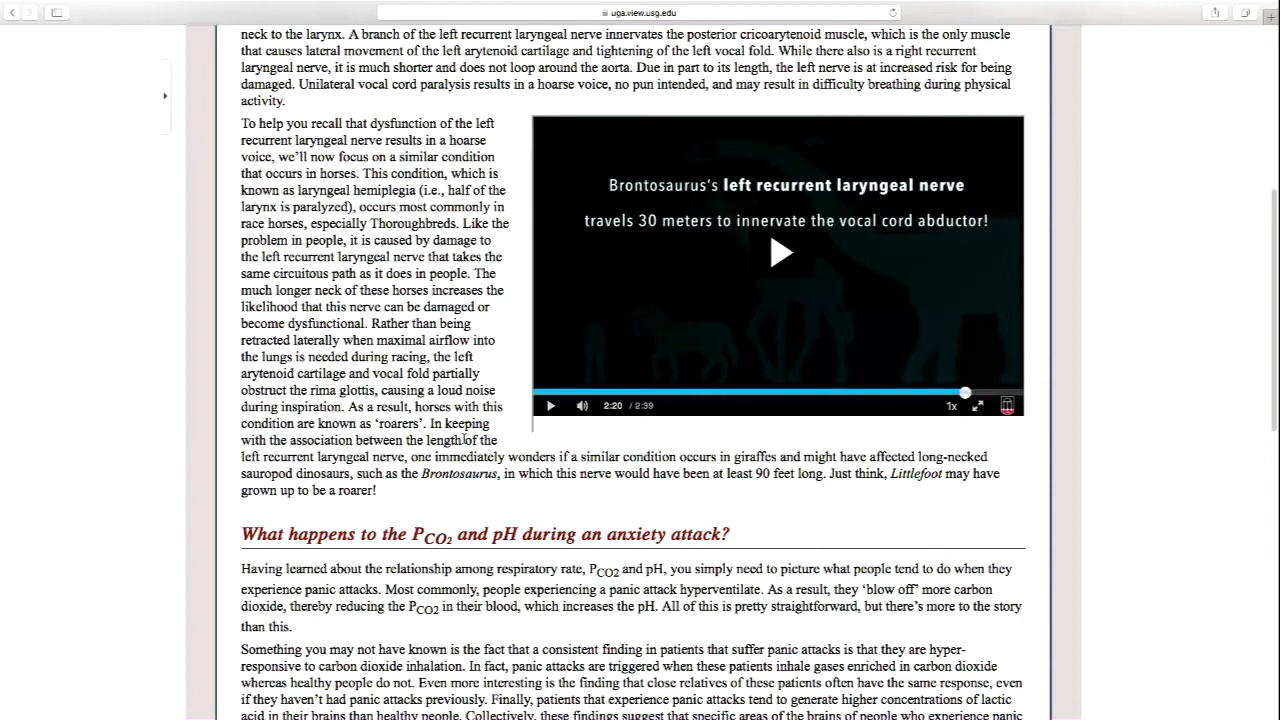 uga.view.usg.edu
neck to the larynx. A branch of the left recurrent laryngeal nerve innervates the posterior cricoarytenoid muscle, which is the only muscle
that causes lateral movement of the left arytenoid cartilage and tightening of the left vocal fold. While there also is a right recurrent
laryngeal nerve, it is much shorter and does not loop around the aorta. Due in part to its length, the left nerve is at increased risk for being
damaged. Unilateral vocal cord paralysis results in a hoarse voice, no pun intended, and may result in difficulty breathing during physical
activity.
To help you recall that dysfunction of the left
recurrent laryngeal nerve results in a hoarse
voice, we’ll now focus on a similar condition
that occurs in horses. This condition, which is
known as laryngeal hemiplegia (i.e., half of the
larynx is paralyzed), occurs most commonly in
race horses, especially Thoroughbreds. Like the
problem in people, it is caused by damage to
the left recurrent laryngeal nerve that takes the
same circuitous path as it does in people. The
much longer neck of these horses increases the
likelihood that this nerve can be damaged or
become dysfunctional. Rather than being
retracted laterally when maximal airflow into
the lungs is needed during racing, the left
arytenoid cartilage and vocal fold partially
obstruct the rima glottis, causing a loud noise
during inspiration. As a result, horses with this
condition are known as ‘roarers’. In keeping
with the association between the length of the
left recurrent laryngeal nerve, one immediately wonders if a similar condition occurs in giraffes and might have affected long-necked
sauropod dinosaurs, such as the Brontosaurus, in which this nerve would have been at least 90 feet long. Just think, Littlefoot may have
grown up to be a roarer!
Brontosaurus’s left recurrent laryngeal nerve
travels 30 meters to innervate the vocal cord abductor!
2:20 / 2:39
1x
What happens to the PCO2 and pH during an anxiety attack?
Having learned about the relationship among respiratory rate, PCO2 and pH, you simply need to picture what people tend to do when they
experience panic attacks. Most commonly, people experiencing a panic attack hyperventilate. As a result, they ‘blow off’ more carbon
dioxide, thereby reducing the PCO2 in their blood, which increases the pH. All of this is pretty straightforward, but there’s more to the story
than this.
Something you may not have known is the fact that a consistent finding in patients that suffer panic attacks is that they are hyper-
responsive to carbon dioxide inhalation. In fact, panic attacks are triggered when these patients inhale gases enriched in carbon dioxide
whereas healthy people do not. Even more interesting is the finding that close relatives of these patients often have the same response, even
if they haven’t had panic attacks previously. Finally, patients that experience panic attacks tend to generate higher concentrations of lactic
acid in their brains than healthy people. Collectively, these findings suggest that specific areas of the brains of people who experience panic